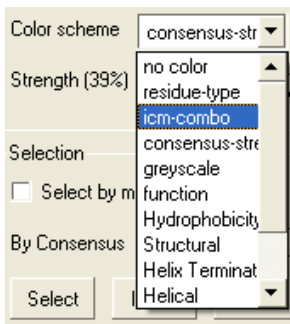 Color scheme consensus-str
no color
Strength (39%) residue-type
icm-combo
consensus-stre
Selection
greyscale
Select by m function
Hydrophobicity
By Consensus Structural
Helix Terminat
Select Helical